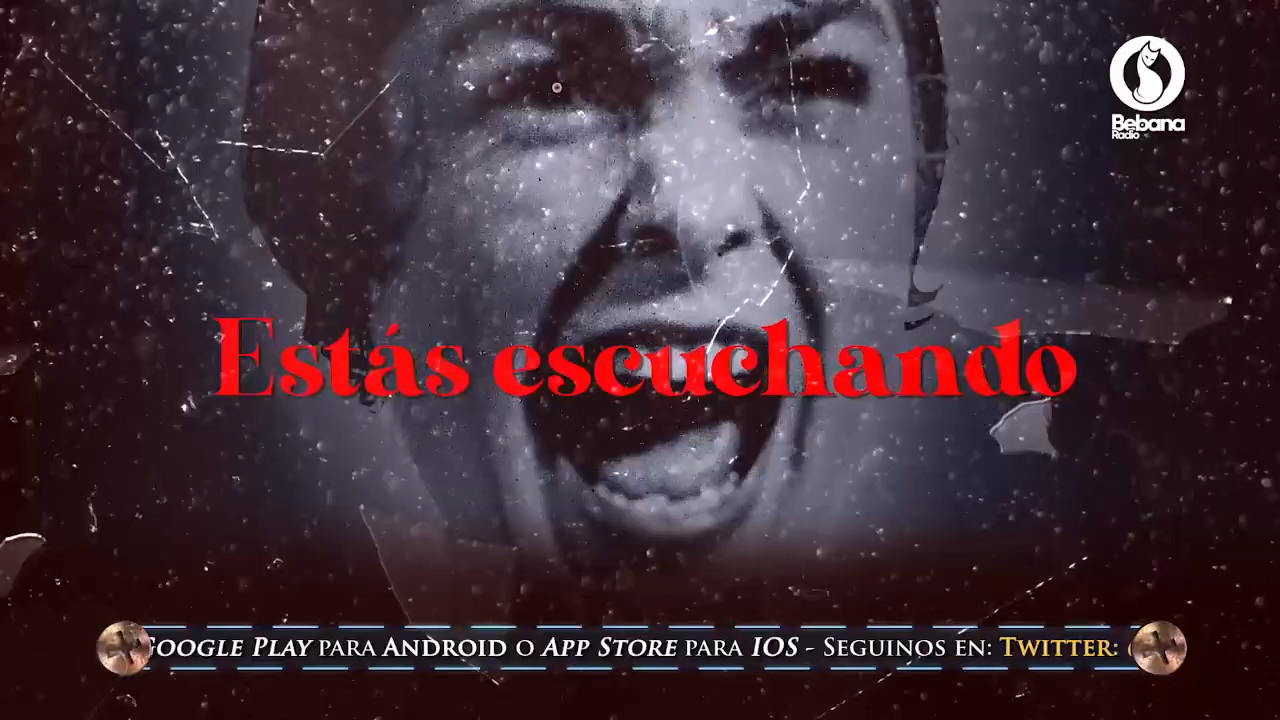 Bebana
Radio
Estás escuchando
GOOGLE PLAY PARA ANDROID O APP STORE PARA IOS - SEGUINOS EN: TWITTER: